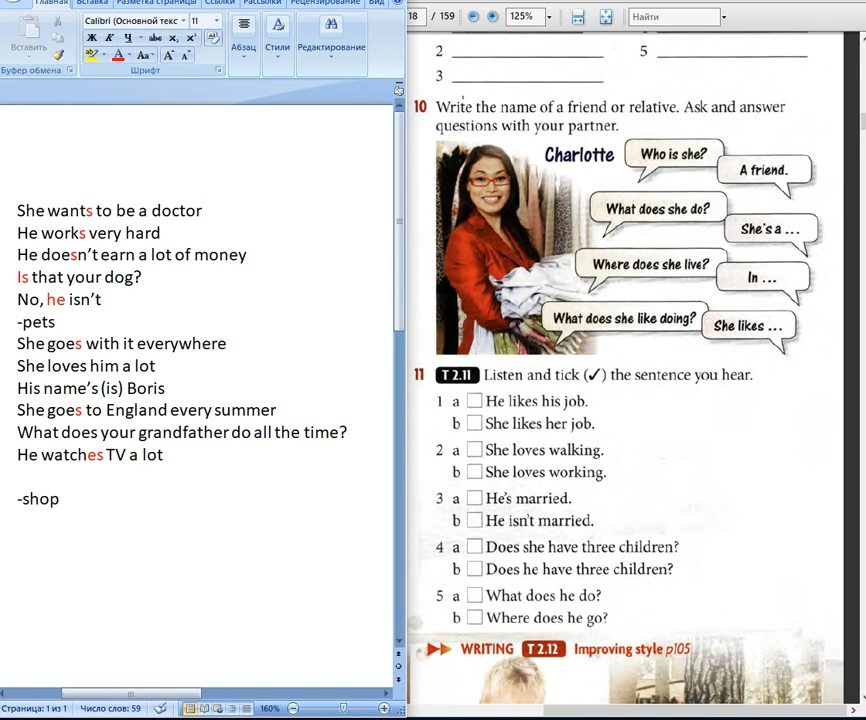 Главная Вставка Разметка страницы Ссылки Рассылки Рецензирование Вид
Calibri (Основной текс 11
Вставить
Ж К Ч abc x₂ x²
aby A Aa A A
Абзац
Стили
Редактирование
Буфер обмена
Шрифт
She wants to be a doctor
He works very hard
He doesn’t earn a lot of money
Is that your dog?
No, he isn’t
-pets
She goes with it everywhere
She loves him a lot
His name’s (is) Boris
She goes to England every summer
What does your grandfather do all the time?
He watches TV a lot
-shop
Страница: 1 из 1 Число слов: 59 160%
18 / 159 125% Найти
2 5
3
10 Write the name of a friend or relative. Ask and answer
questions with your partner.
Charlotte
Who is she?
A friend.
What does she do?
She’s a ...
Where does she live?
In ...
What does she like doing?
She likes ...
11 T 2.11 Listen and tick (✓) the sentence you hear.
1 a He likes his job.
b She likes her job.
2 a She loves walking.
b She loves working.
3 a He’s married.
b He isn’t married.
4 a Does she have three children?
b Does he have three children?
5 a What does he do?
b Where does he go?
WRITING T 2.12 Improving style p105